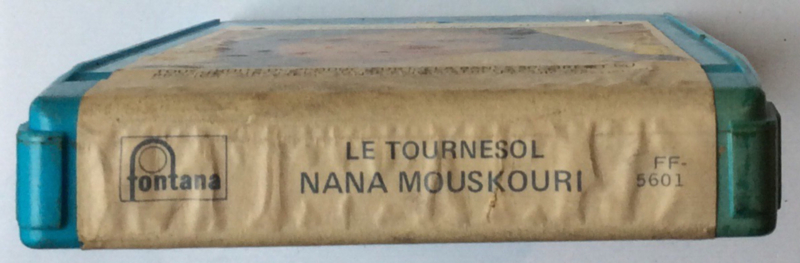 fontana
LE TOURNESOL
NANA MOUSKOURI
FF-
5601